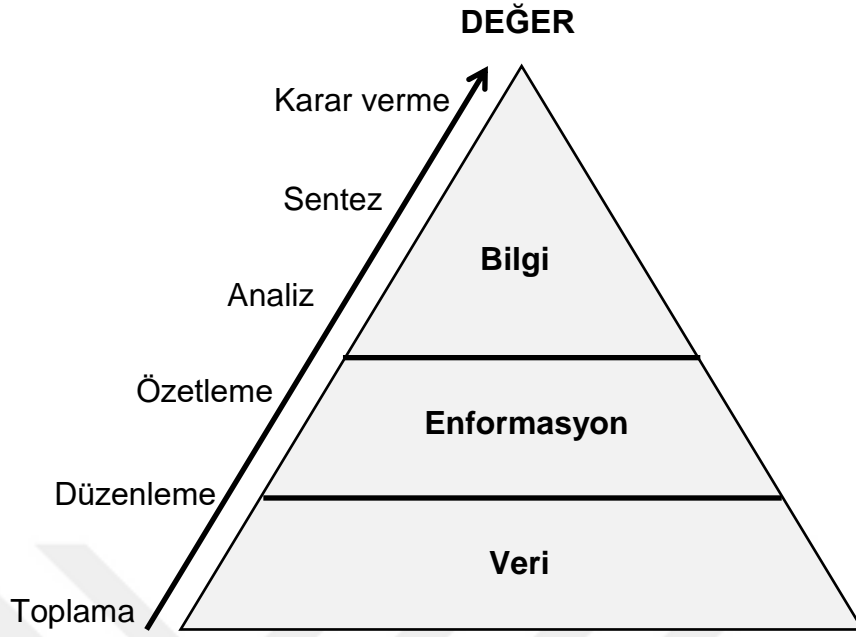 DEĞER
Karar verme
Sentez
Bilgi
Analiz
Özetleme
Enformasyon
Düzenleme
Veri
Toplama